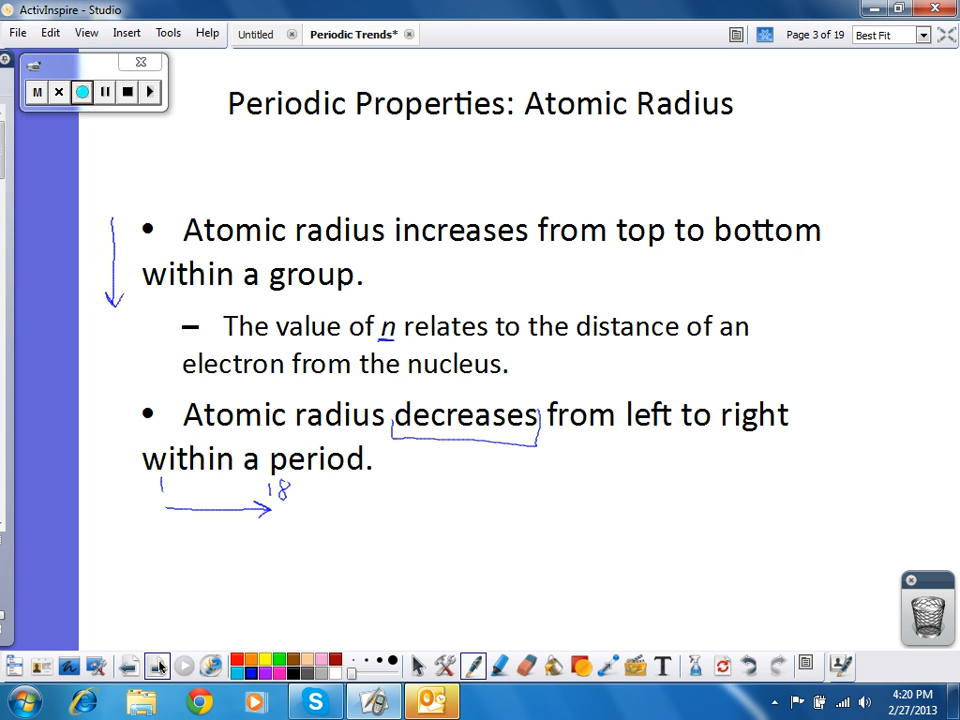 ActivInspire - Studio
File Edit View Insert Tools Help Untitled Periodic Trends* Page 3 of 19 Best Fit
M
Periodic Properties: Atomic Radius
• Atomic radius increases from top to bottom
within a group.
– The value of n relates to the distance of an
electron from the nucleus.
• Atomic radius decreases from left to right
within a period.
1 18
T
4:20 PM
2/27/2013